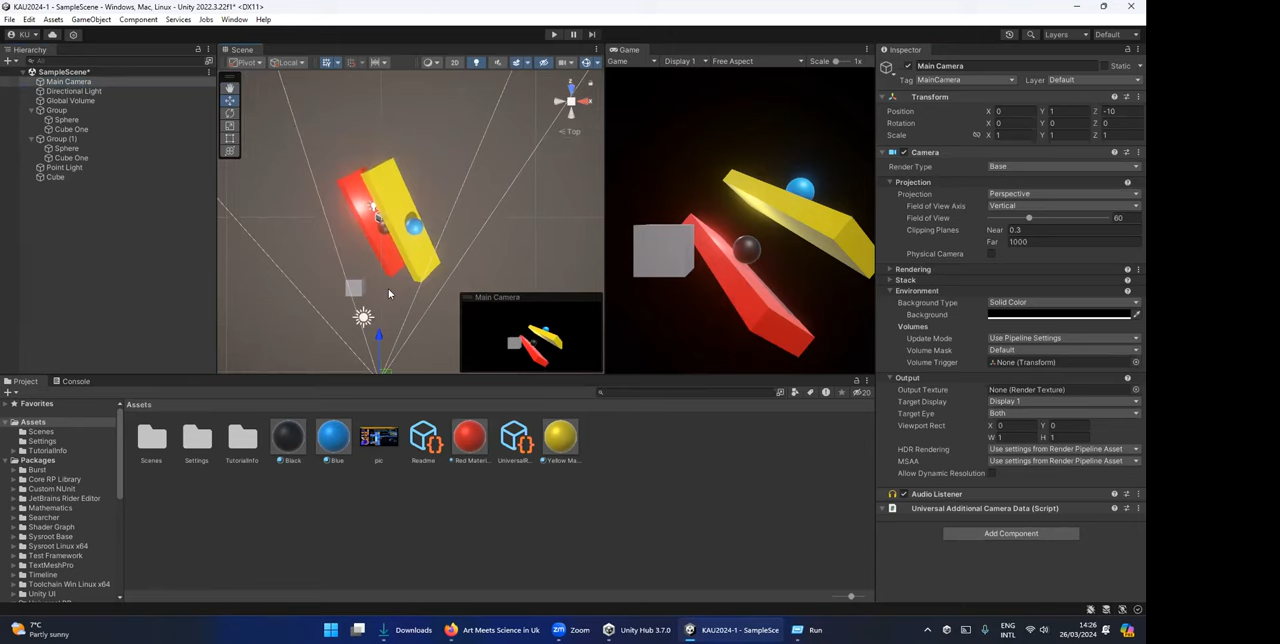 KAU2024-1 - SampleScene - Windows, Mac, Linux - Unity 2022.3.22f1* <DX11>
File Edit Assets GameObject Component Services Jobs Window Help
KU Layers Default
Hierarchy
All
SampleScene*
Main Camera
Directional Light
Global Volume
Group
Sphere
Cube One
Group (1)
Sphere
Cube One
Point Light
Cube
Scene
Pivot Local 2D
Top
Main Camera
Game
Game Display 1 Free Aspect Scale 1x
Inspector
Main Camera Static
Tag MainCamera Layer Default
Transform
Position X 0 Y 1 Z -10
Rotation X 0 Y 0 Z 0
Scale X 1 Y 1 Z 1
Camera
Render Type Base
Projection
Projection Perspective
Field of View Axis Vertical
Field of View 60
Clipping Planes Near 0.3
Far 1000
Physical Camera
Rendering
Stack
Environment
Background Type Solid Color
Background
Volumes
Update Mode Use Pipeline Settings
Volume Mask Default
Volume Trigger None (Transform)
Output
Output Texture None (Render Texture)
Target Display Display 1
Target Eye Both
Viewport Rect X 0 Y 0
W 1 H 1
HDR Rendering Use settings from Render Pipeline Asset
MSAA Use settings from Render Pipeline Asset
Allow Dynamic Resolution
Audio Listener
Universal Additional Camera Data (Script)
Add Component
Project Console
20
Favorites
Assets
Scenes
Settings
TutorialInfo
Packages
Burst
Core RP Library
Custom NUnit
JetBrains Rider Editor
Mathematics
Searcher
Shader Graph
Sysroot Base
Sysroot Linux x64
Test Framework
TextMeshPro
Timeline
Toolchain Win Linux x64
Unity UI
Assets
Scenes Settings TutorialInfo Black Blue pic Readme Red Materi... UniversalR... Yellow Ma...
7°C
Partly sunny
Downloads Art Meets Science in Uk Zoom Unity Hub 3.7.0 KAU2024-1 - SampleSce Run
ENG
INTL
14:26
26/03/2024